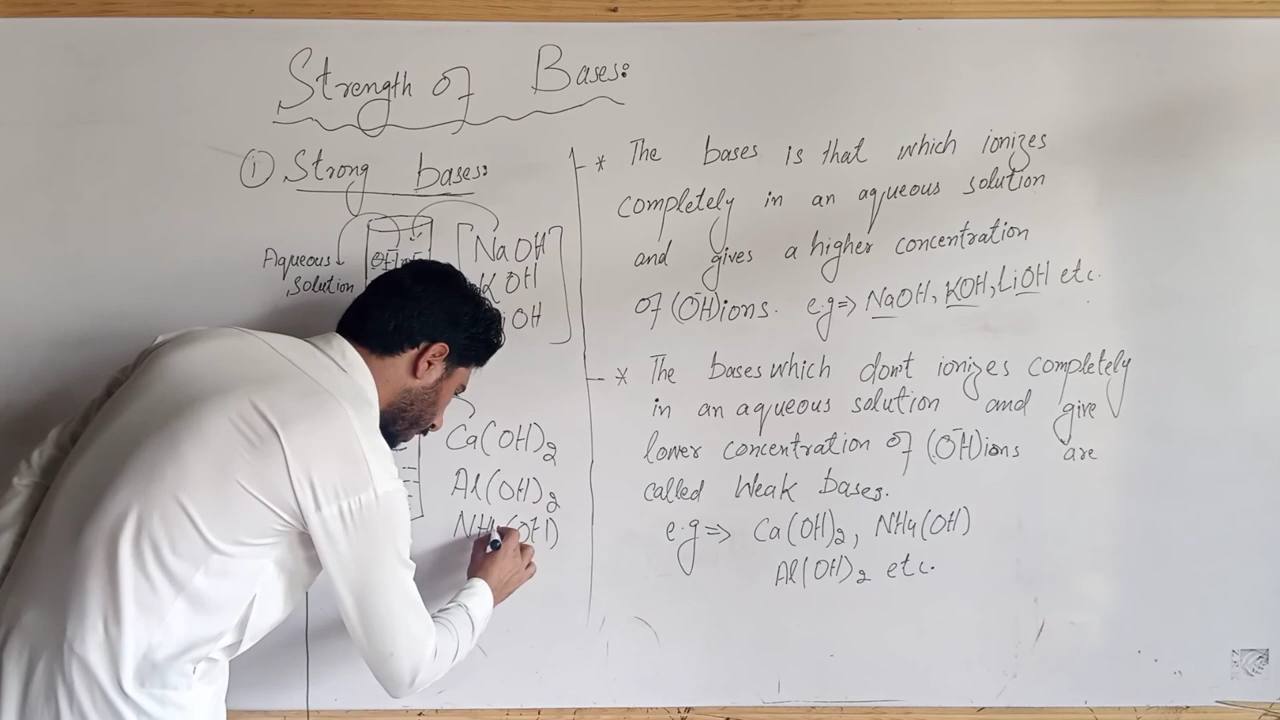 Strength of Bases:
① Strong bases:
Aqueous
Solution
NaOH
KOH
iOH
Ca(OH)2
Al(OH)2
NH4(OH)
* The bases is that which ionizes
completely in an aqueous solution
and gives a higher concentration
of (OH̄)ions. e.g⇒ NaOH, KOH, LiOH etc.
* The bases which don't ionizes completely
in an aqueous solution and give
lower concentration of (OH̄)ions are
called Weak bases.
e.g⇒ Ca(OH)2, NH4(OH)
Al(OH)2 etc.